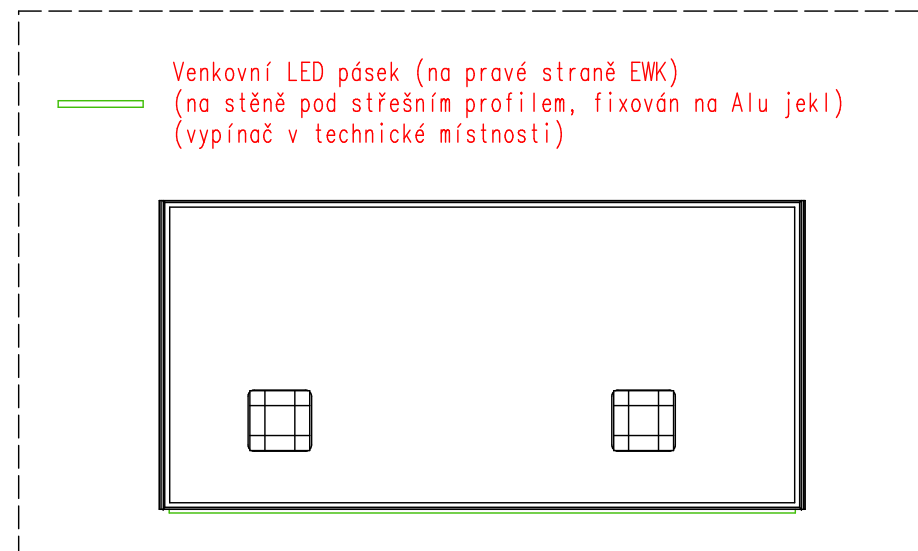 Venkovní LED pásek (na pravé straně EWK)
(na stěně pod střešním profilem, fixován na Alu jekl)
(vypínač v technické místnosti)